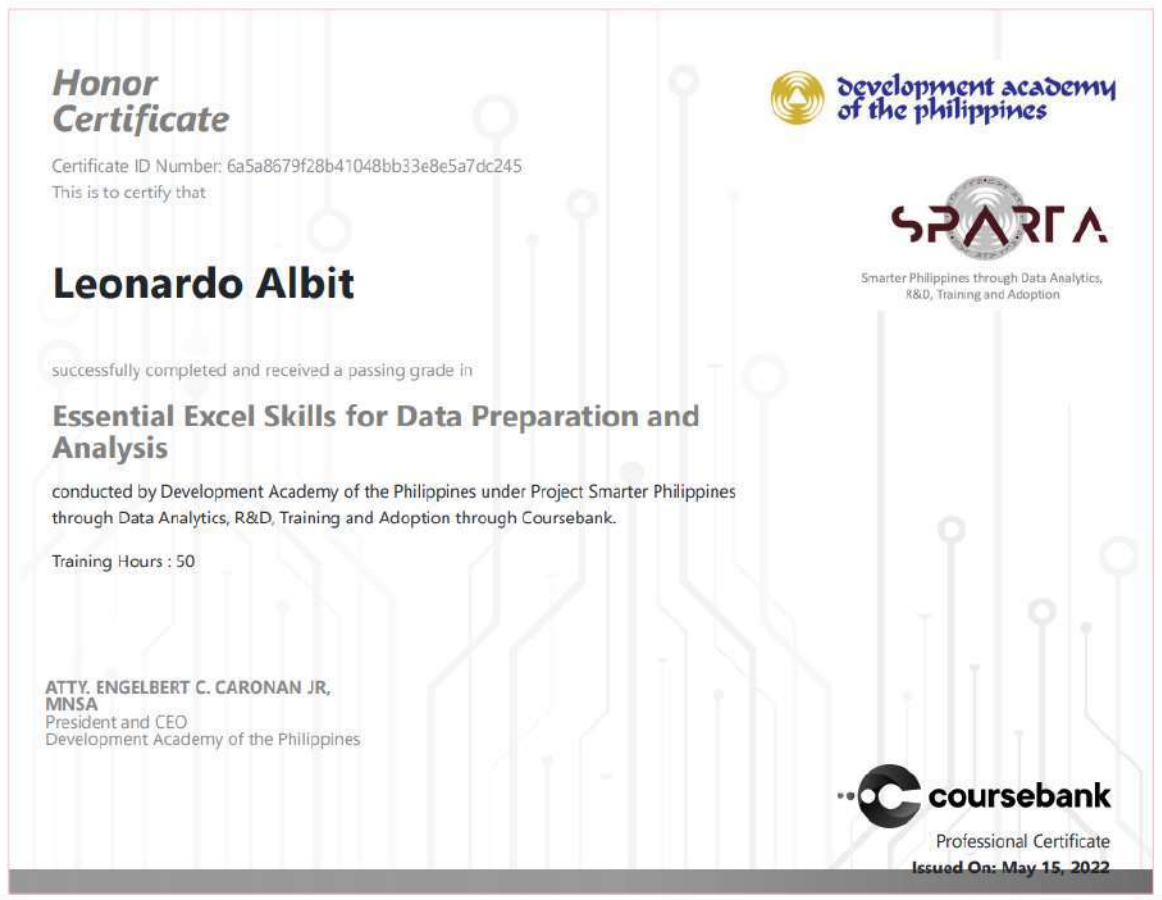 Honor
Certificate
Certificate ID Number: 6a5a8679f28b41048bb33e8e5a7dc245
This is to certify that
Leonardo Albit
successfully completed and received a passing grade in
Essential Excel Skills for Data Preparation and
Analysis
conducted by Development Academy of the Philippines under Project Smarter Philippines
through Data Analytics, R&D, Training and Adoption through Coursebank.
Training Hours : 50
ATTY. ENGELBERT C. CARONAN JR,
MNSA
President and CEO
Development Academy of the Philippines
development academy
of the philippines
SPARTA
Smarter Philippines through Data Analytics,
R&D, Training and Adoption
coursebank
Professional Certificate
Issued On: May 15, 2022